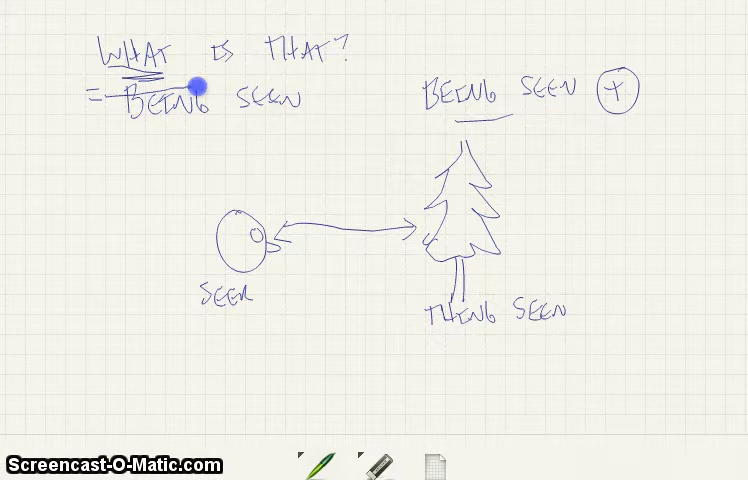 WHAT IS THAT?
= BEING SEEN
BEING SEEN +
SEER
THING SEEN
Screencast-O-Matic.com